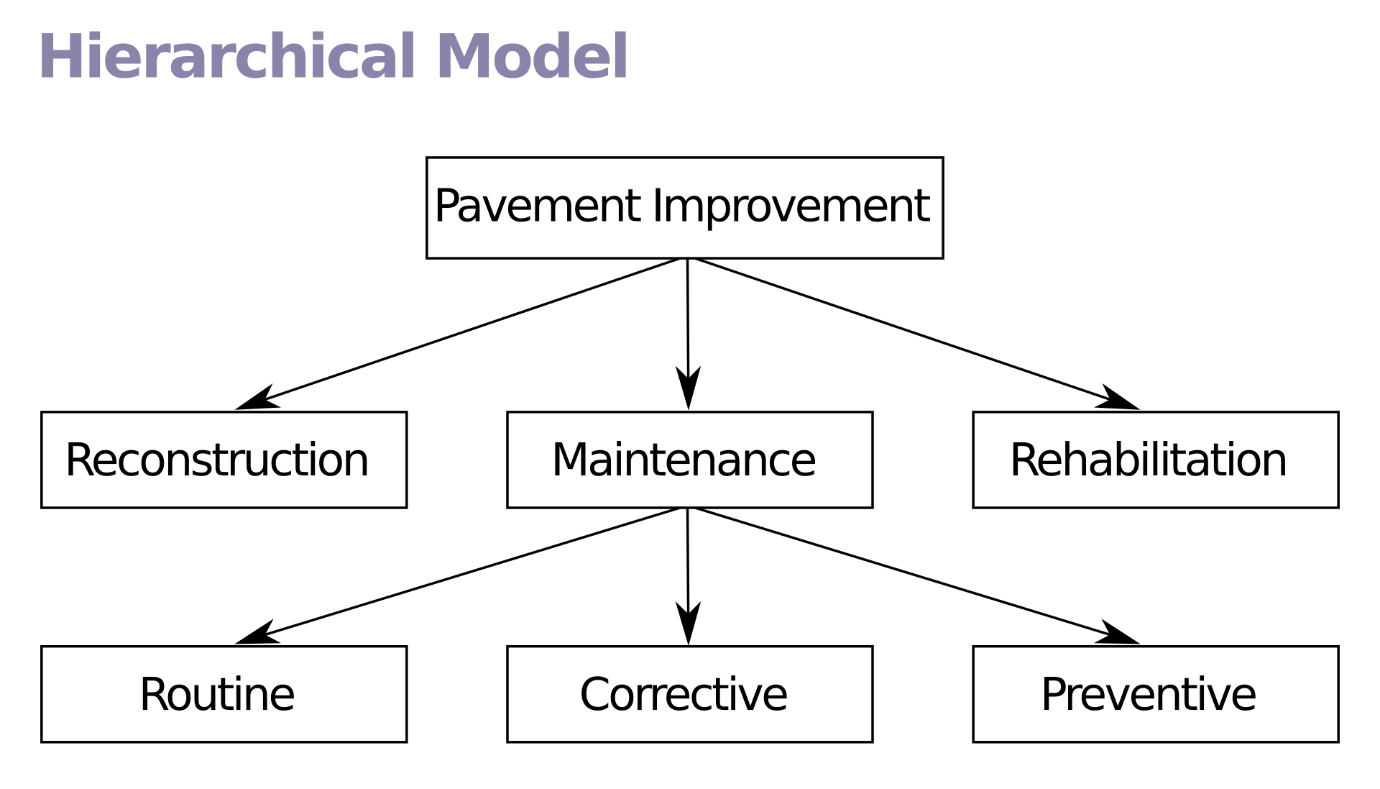 Hierarchical Model
Pavement Improvement
Reconstruction
Maintenance
Rehabilitation
Routine
Corrective
Preventive